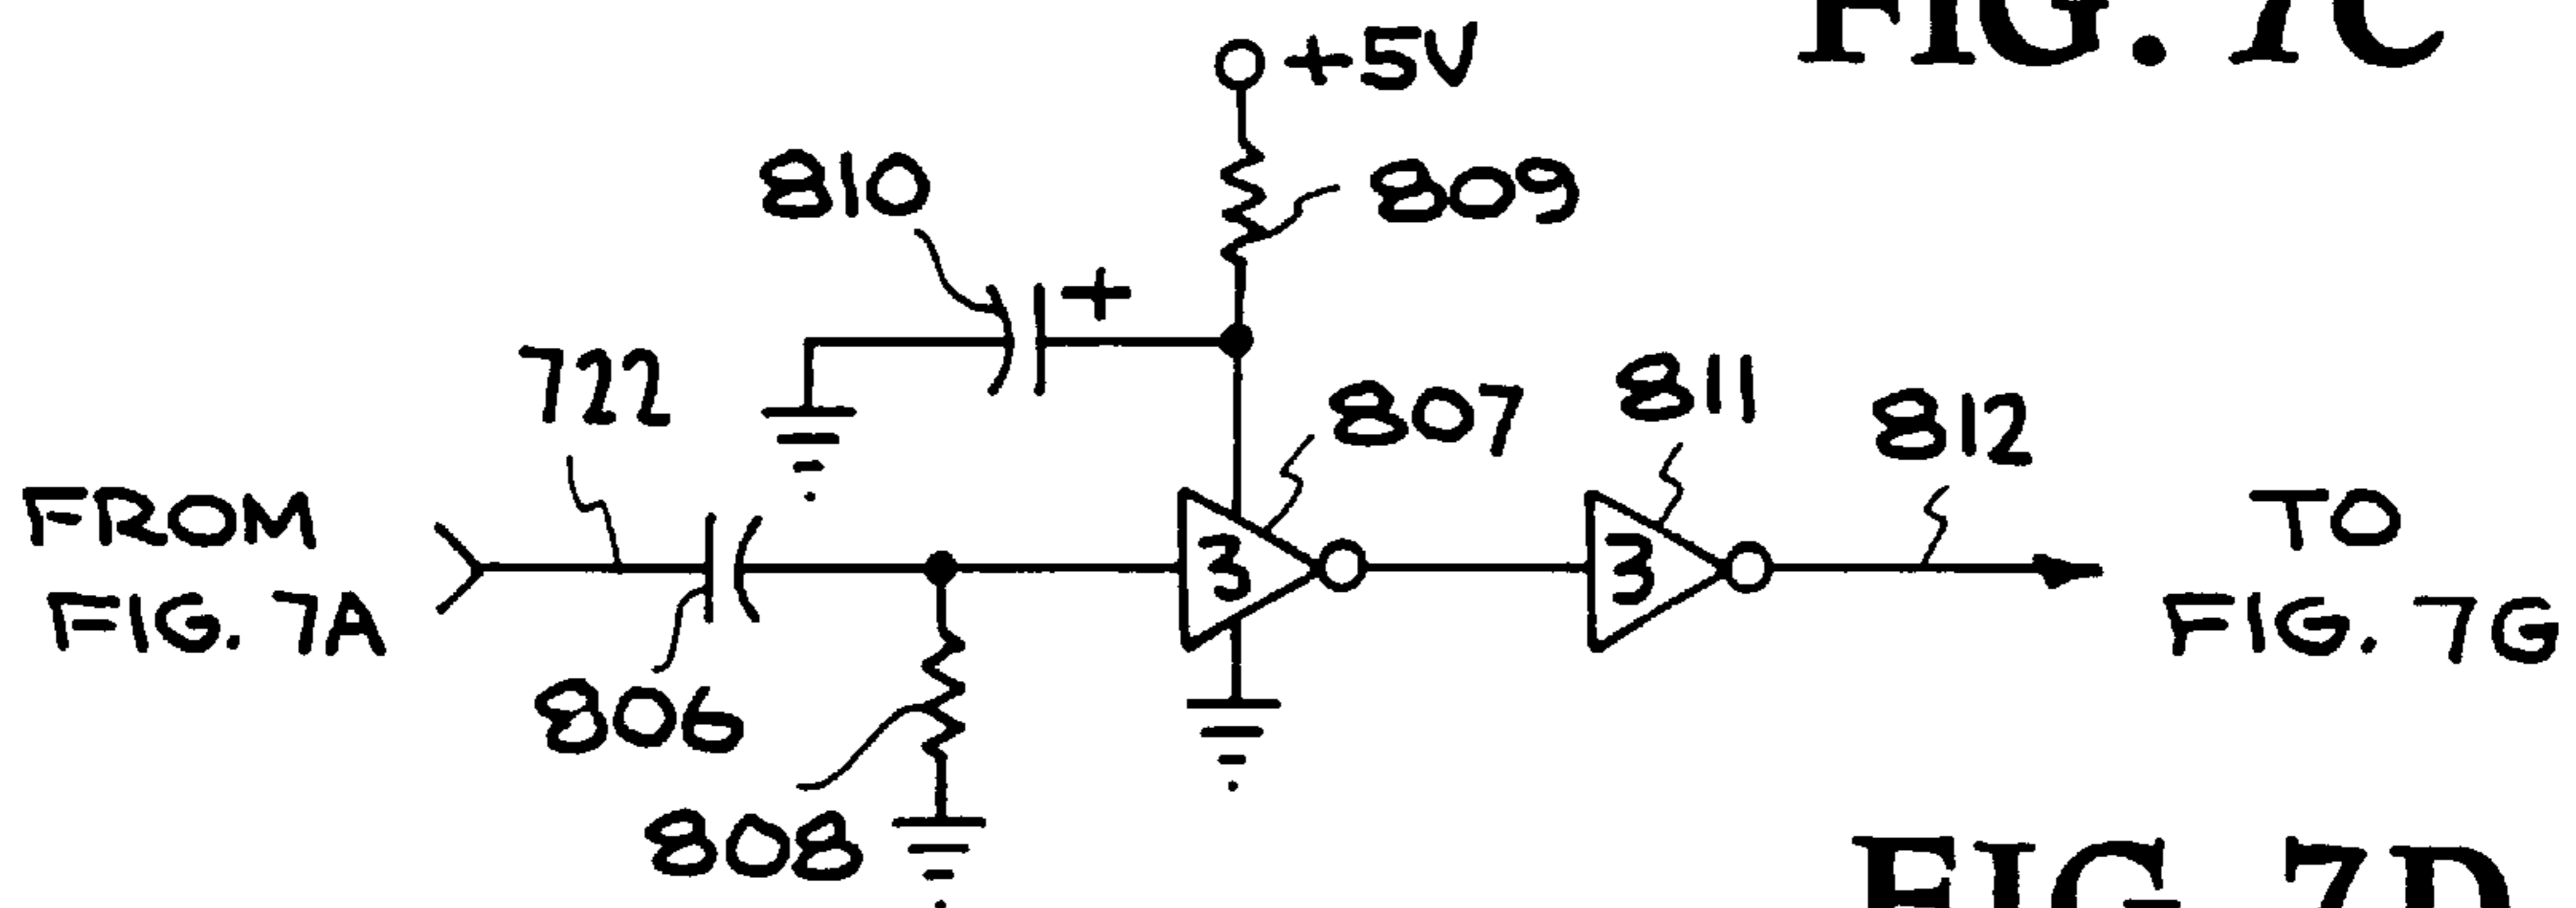 FIG. 7C
+5V
810
809
+
722
807
811
812
FROM
FIG. 7A
3
3
TO
FIG. 7G
806
808
FIG. 7D